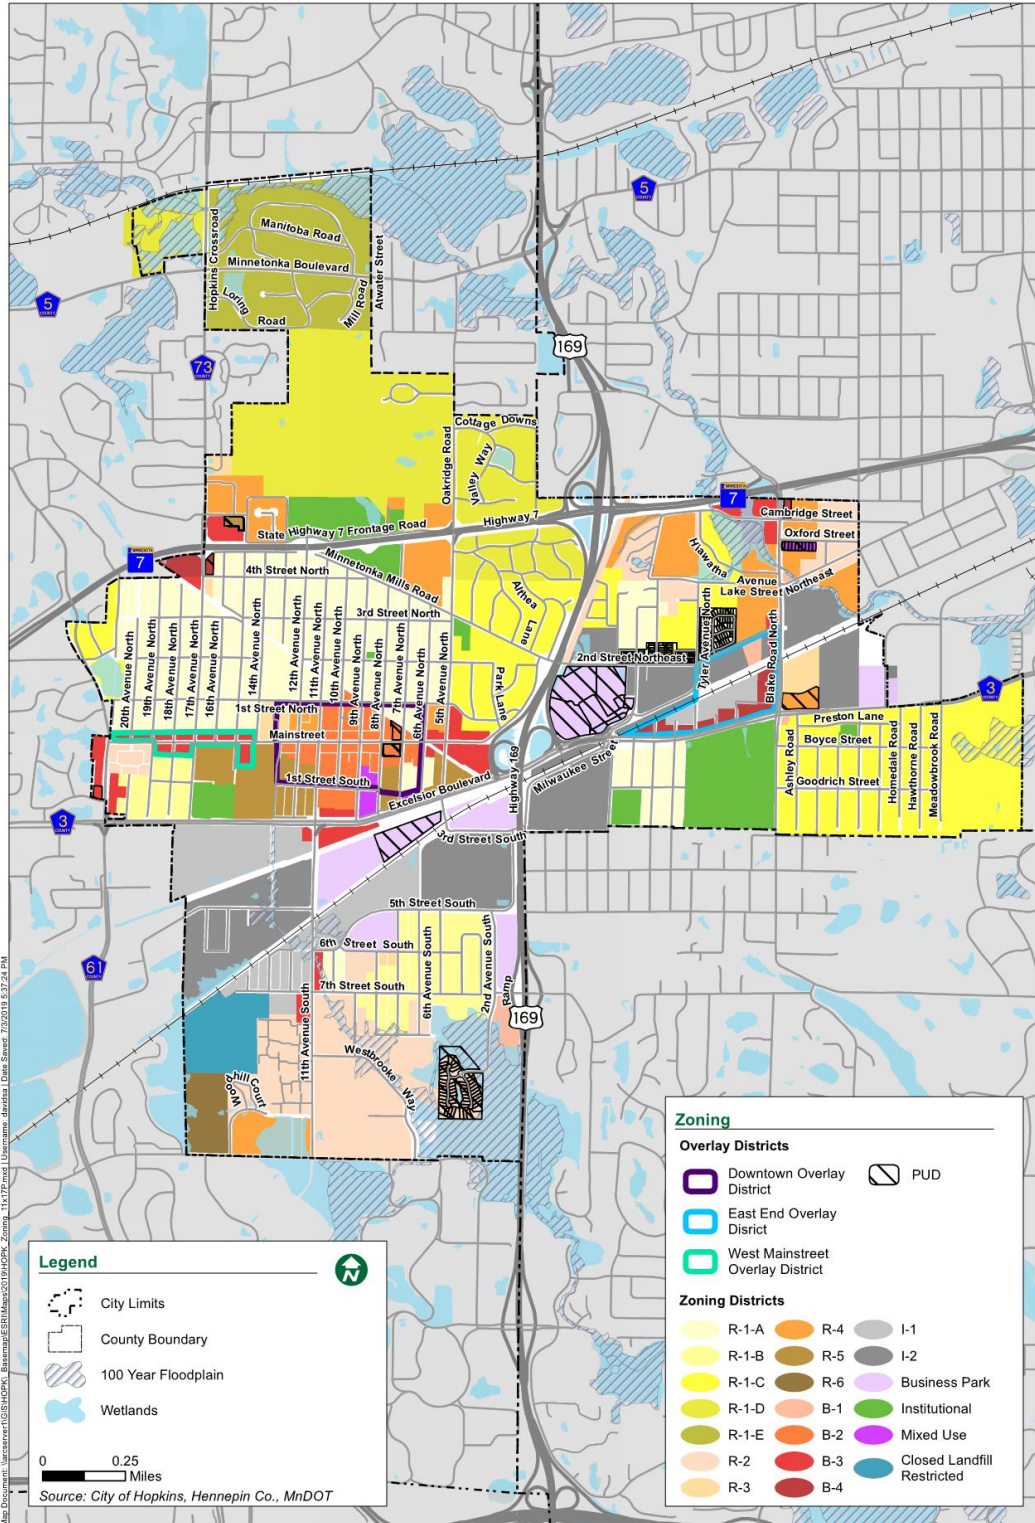 5
COUNTY
Hopkins Crossroad
Manitoba Road
Minnetonka Boulevard
Loring
Road
Mill Road
Atwater Street
5
COUNTY
73
COUNTY
169
Cottage Downs
Oakridge Road
Valley Way
MINNESOTA
7
State Highway 7 Frontage Road
Highway 7
Cambridge Street
Oxford Street
MINNESOTA
7
4th Street North
Minnetonka Mills Road
Althea
Lane
Hiawatha
Avenue
Lake Street Northeast
3rd Street North
20th Avenue North
19th Avenue North
18th Avenue North
17th Avenue North
16th Avenue North
14th Avenue North
12th Avenue North
11th Avenue North
10th Avenue North
9th Avenue North
8th Avenue North
7th Avenue North
6th Avenue North
5th Avenue North
Park Lane
2nd Street Northeast
Tyler Avenue North
Blake Road North
3
COUNTY
1st Street North
Mainstreet
Preston Lane
Boyce Street
Goodrich Street
Ashley Road
Homedale Road
Hawthorne Road
Meadowbrook Road
1st Street South
Excelsior Boulevard
Highway 169
Milwaukee Street
3
COUNTY
3rd Street South
5th Street South
6th Street South
7th Street South
6th Avenue South
2nd Avenue South
Ramp
169
61
COUNTY
11th Avenue South
Westbrooke Way
Wood
hill Court
Zoning
Overlay Districts
Downtown Overlay
District
PUD
East End Overlay
Disrict
West Mainstreet
Overlay District
Zoning Districts
R-1-A R-4 I-1
R-1-B R-5 I-2
R-1-C R-6 Business Park
R-1-D B-1 Institutional
R-1-E B-2 Mixed Use
R-2 B-3 Closed Landfill
Restricted
R-3 B-4
Legend
N
City Limits
County Boundary
100 Year Floodplain
Wetlands
0 0.25
Miles
Source: City of Hopkins, Hennepin Co., MnDOT